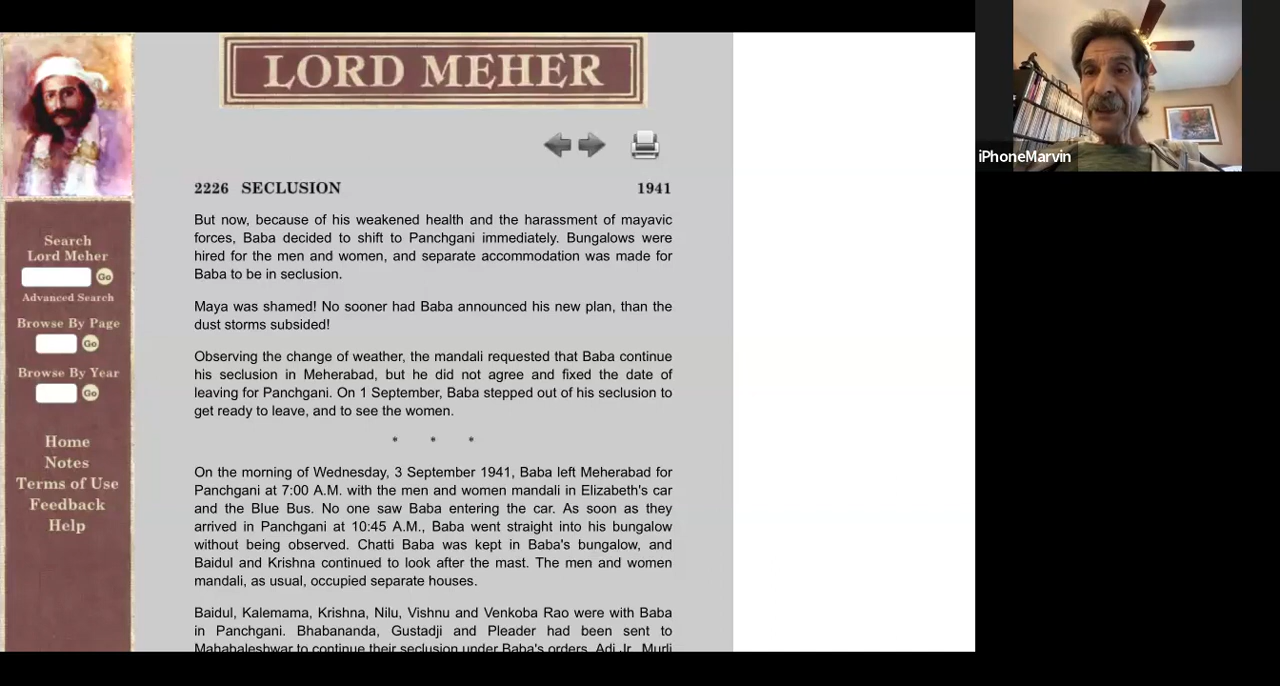 LORD MEHER
iPhoneMarvin
2226 SECLUSION 1941
But now, because of his weakened health and the harassment of mayavic
forces, Baba decided to shift to Panchgani immediately. Bungalows were
hired for the men and women, and separate accommodation was made for
Baba to be in seclusion.
Maya was shamed! No sooner had Baba announced his new plan, than the
dust storms subsided!
Observing the change of weather, the mandali requested that Baba continue
his seclusion in Meherabad, but he did not agree and fixed the date of
leaving for Panchgani. On 1 September, Baba stepped out of his seclusion to
get ready to leave, and to see the women.
* * *
On the morning of Wednesday, 3 September 1941, Baba left Meherabad for
Panchgani at 7:00 A.M. with the men and women mandali in Elizabeth's car
and the Blue Bus. No one saw Baba entering the car. As soon as they
arrived in Panchgani at 10:45 A.M., Baba went straight into his bungalow
without being observed. Chatti Baba was kept in Baba's bungalow, and
Baidul and Krishna continued to look after the mast. The men and women
mandali, as usual, occupied separate houses.
Baidul, Kalemama, Krishna, Nilu, Vishnu and Venkoba Rao were with Baba
in Panchgani. Bhabananda, Gustadji and Pleader had been sent to
Mahabaleshwar to continue their seclusion under Baba's orders. Adi Jr., Murli
Search
Lord Meher
Go
Advanced Search
Browse By Page
Go
Browse By Year
Go
Home
Notes
Terms of Use
Feedback
Help